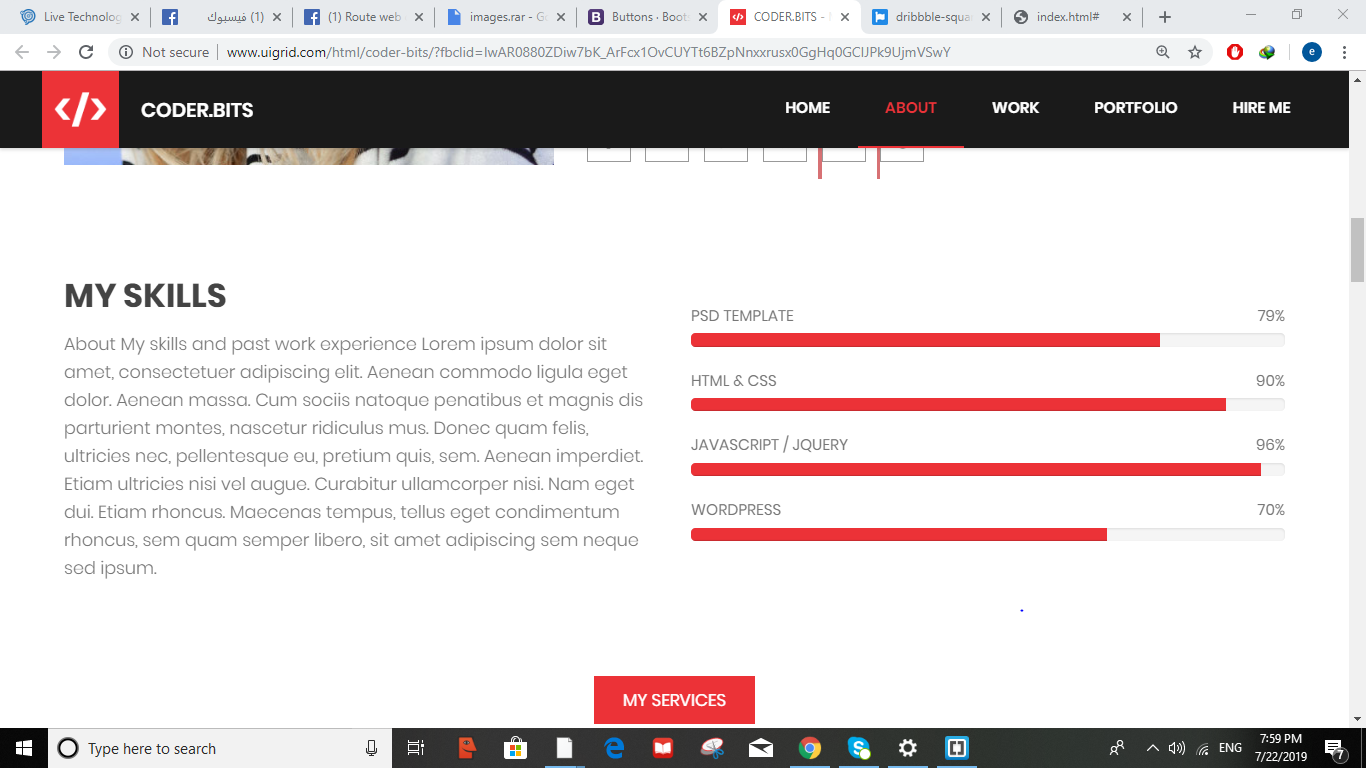 Live Technolog
(1) فيسبوك
(1) Route web
images.rar - Go
Buttons · Boots
CODER.BITS - M
dribbble-squar
index.html#
Not secure | www.uigrid.com/html/coder-bits/?fbclid=IwAR0880ZDiw7bK_ArFcx1OvCUYTt6BZpNnxxrusx0GgHq0GClJPk9UjmVSwY
e
</> CODER.BITS HOME ABOUT WORK PORTFOLIO HIRE ME
MY SKILLS
About My skills and past work experience Lorem ipsum dolor sit
amet, consectetuer adipiscing elit. Aenean commodo ligula eget
dolor. Aenean massa. Cum sociis natoque penatibus et magnis dis
parturient montes, nascetur ridiculus mus. Donec quam felis,
ultricies nec, pellentesque eu, pretium quis, sem. Aenean imperdiet.
Etiam ultricies nisi vel augue. Curabitur ullamcorper nisi. Nam eget
dui. Etiam rhoncus. Maecenas tempus, tellus eget condimentum
rhoncus, sem quam semper libero, sit amet adipiscing sem neque
sed ipsum.
PSD TEMPLATE 79%
HTML & CSS 90%
JAVASCRIPT / JQUERY 96%
WORDPRESS 70%
MY SERVICES
Type here to search
ENG
7:59 PM
7/22/2019
7